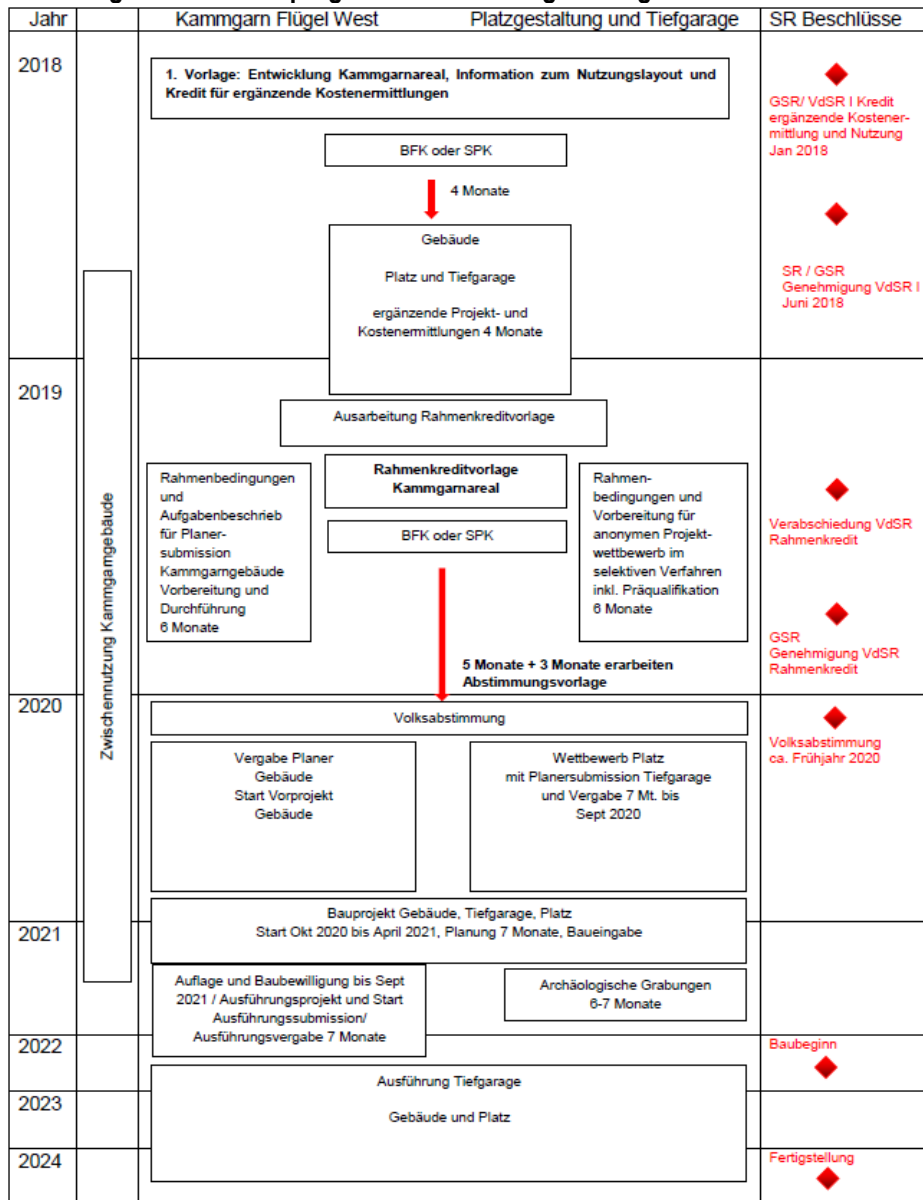 Jahr
Kammgarn Flügel West
Platzgestaltung und Tiefgarage
SR Beschlüsse
2018
1. Vorlage: Entwicklung Kammgarnareal, Information zum Nutzungslayout und
Kredit für ergänzende Kostenermittlungen
GSR/ VdSR I Kredit
ergänzende Kostener-
mittlung und Nutzung
Jan 2018
BFK oder SPK
4 Monate
Gebäude
Platz und Tiefgarage
ergänzende Projekt- und
Kostenermittlungen 4 Monate
SR / GSR
Genehmigung VdSR I
Juni 2018
Zwischennutzung Kammgarngebäude
2019
Ausarbeitung Rahmenkreditvorlage
Rahmenbedingungen
und
Aufgabenbeschrieb
für Planer-
submission
Kammgarngebäude
Vorbereitung und
Durchführung
6 Monate
Rahmenkreditvorlage
Kammgarnareal
BFK oder SPK
Rahmen-
bedingungen und
Vorbereitung für
anonymen Projekt-
wettbewerb im
selektiven Verfahren
inkl. Präqualifikation
6 Monate
Verabschiedung VdSR
Rahmenkredit
GSR
Genehmigung VdSR
Rahmenkredit
5 Monate + 3 Monate erarbeiten
Abstimmungsvorlage
2020
Volksabstimmung
Volksabstimmung
ca. Frühjahr 2020
Vergabe Planer
Gebäude
Start Vorprojekt
Gebäude
Wettbewerb Platz
mit Planersubmission Tiefgarage
und Vergabe 7 Mt. bis
Sept 2020
Bauprojekt Gebäude, Tiefgarage, Platz
Start Okt 2020 bis April 2021, Planung 7 Monate, Baueingabe
2021
Auflage und Baubewilligung bis Sept
2021 / Ausführungsprojekt und Start
Ausführungssubmission/
Ausführungsvergabe 7 Monate
Archäologische Grabungen
6-7 Monate
2022
Baubeginn
Ausführung Tiefgarage
Gebäude und Platz
2023
2024
Fertigstellung